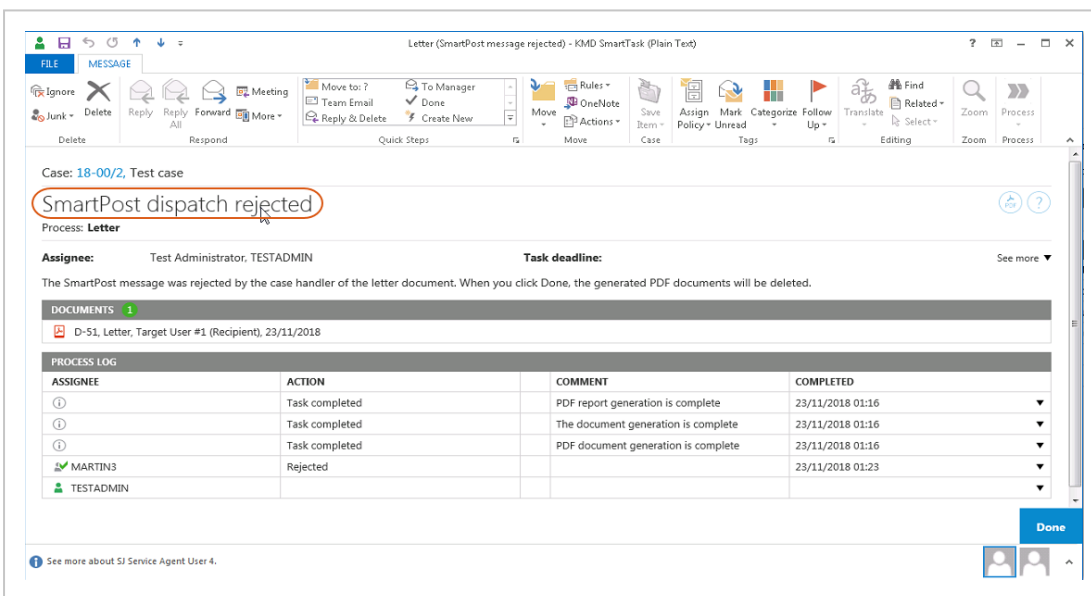 Letter (SmartPost message rejected) - KMD SmartTask (Plain Text)
FILE MESSAGE
Ignore
Junk
Delete
Delete
Reply
Reply All
Forward
Meeting
More
Respond
Move to: ?
Team Email
Reply & Delete
To Manager
Done
Create New
Quick Steps
Move
Rules
OneNote
Actions
Move
Save Item
Case
Assign Policy
Mark Unread
Categorize
Follow Up
Tags
Translate
Find
Related
Select
Editing
Zoom
Zoom
Process
Process
Case: 18-00/2, Test case
SmartPost dispatch rejected
PDF ?
Process: Letter
Assignee: Test Administrator, TESTADMIN Task deadline: See more
The SmartPost message was rejected by the case handler of the letter document. When you click Done, the generated PDF documents will be deleted.
DOCUMENTS 1
D-51, Letter, Target User #1 (Recipient), 23/11/2018
PROCESS LOG
ASSIGNEE ACTION COMMENT COMPLETED
Task completed PDF report generation is complete 23/11/2018 01:16
Task completed The document generation is complete 23/11/2018 01:16
Task completed PDF document generation is complete 23/11/2018 01:16
MARTIN3 Rejected 23/11/2018 01:23
TESTADMIN
Done
See more about SJ Service Agent User 4.